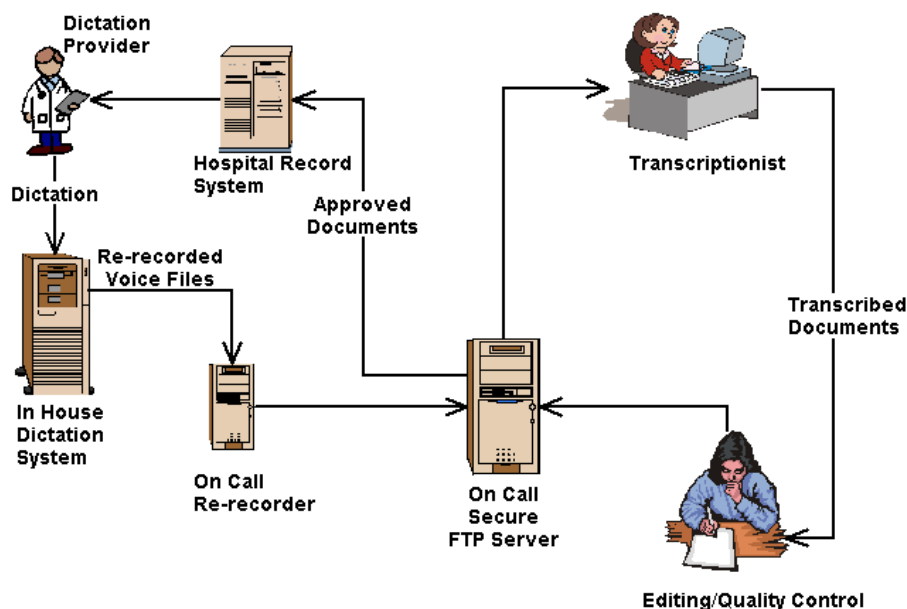 Dictation
Provider
Hospital Record
System
Transcriptionist
Dictation
Approved
Documents
Re-recorded
Voice Files
Transcribed
Documents
In House
Dictation
System
On Call
Re-recorder
On Call
Secure
FTP Server
Editing/Quality Control